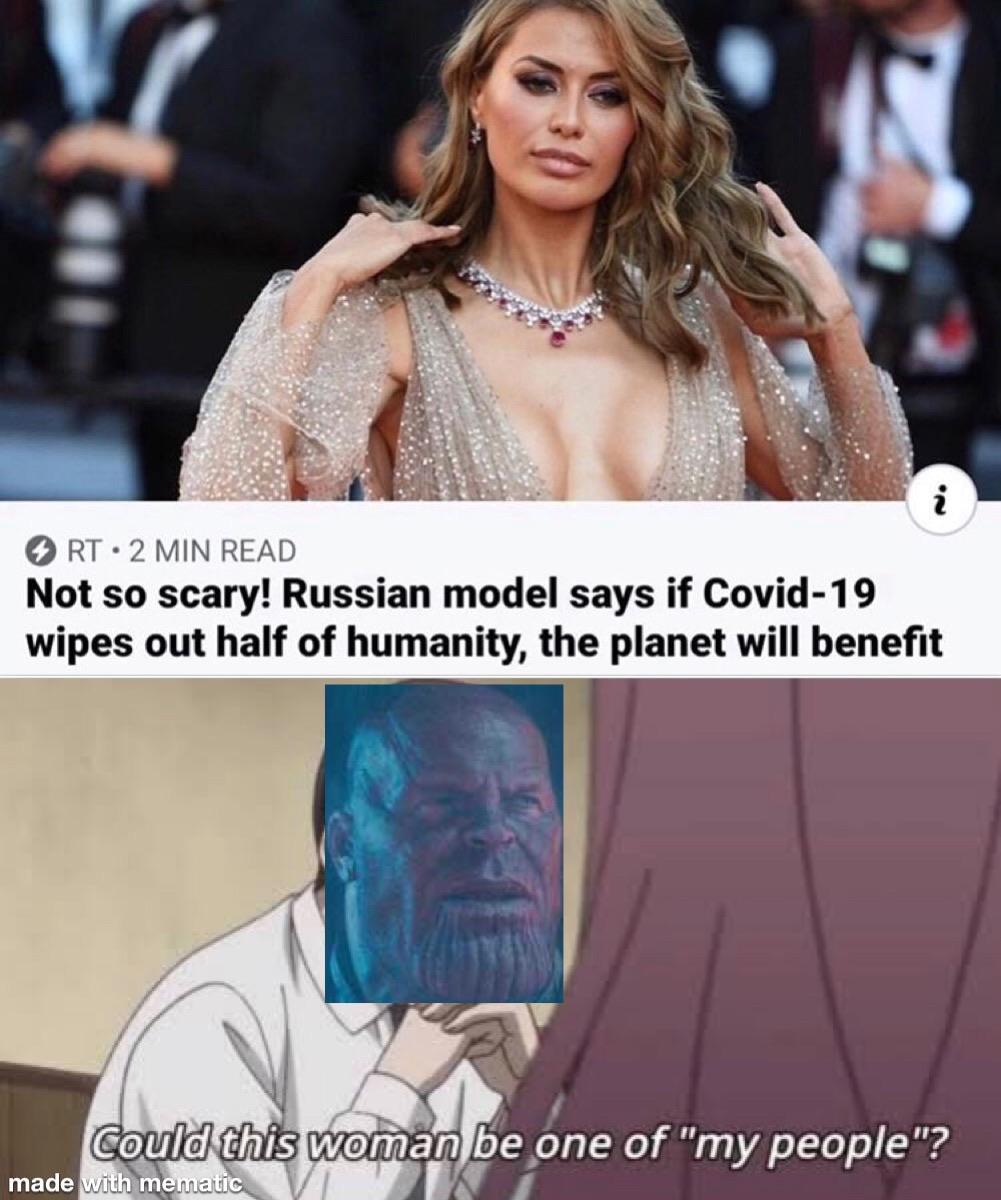 i
RT • 2 MIN READ
Not so scary! Russian model says if Covid-19
wipes out half of humanity, the planet will benefit
Could this woman be one of "my people"?
made with mematic